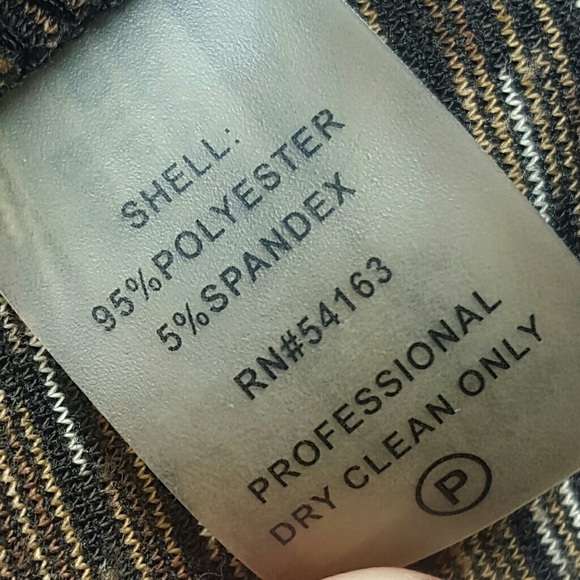 SHELL:
95%POLYESTER
5%SPANDEX
RN#54163
PROFESSIONAL
DRY CLEAN ONLY
P